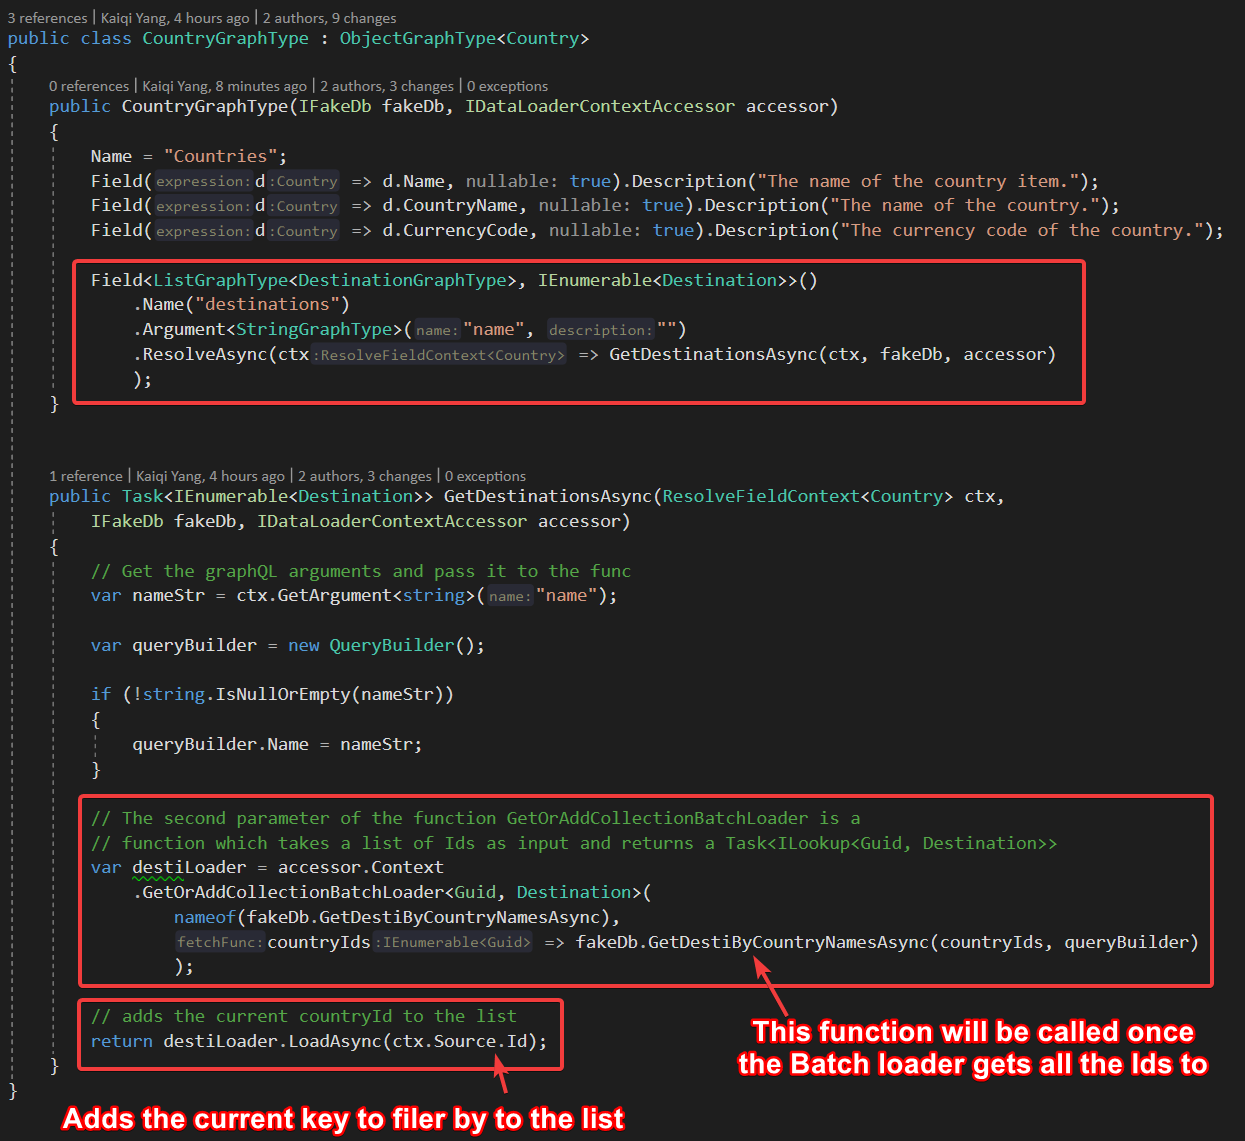 3 references | Kaiqi Yang, 4 hours ago | 2 authors, 9 changes
public class CountryGraphType : ObjectGraphType<Country>
{
0 references | Kaiqi Yang, 8 minutes ago | 2 authors, 3 changes | 0 exceptions
public CountryGraphType(IFakeDb fakeDb, IDataLoaderContextAccessor accessor)
{
Name = "Countries";
Field(expression: d:Country => d.Name, nullable: true).Description("The name of the country item.");
Field(expression: d:Country => d.CountryName, nullable: true).Description("The name of the country.");
Field(expression: d:Country => d.CurrencyCode, nullable: true).Description("The currency code of the country.");
Field<ListGraphType<DestinationGraphType>, IEnumerable<Destination>>()
.Name("destinations")
.Argument<StringGraphType>(name: "name", description: "")
.ResolveAsync(ctx:ResolveFieldContext<Country> => GetDestinationsAsync(ctx, fakeDb, accessor)
);
}
1 reference | Kaiqi Yang, 4 hours ago | 2 authors, 3 changes | 0 exceptions
public Task<IEnumerable<Destination>> GetDestinationsAsync(ResolveFieldContext<Country> ctx,
IFakeDb fakeDb, IDataLoaderContextAccessor accessor)
{
// Get the graphQL arguments and pass it to the func
var nameStr = ctx.GetArgument<string>(name: "name");
var queryBuilder = new QueryBuilder();
if (!string.IsNullOrEmpty(nameStr))
{
queryBuilder.Name = nameStr;
}
// The second parameter of the function GetOrAddCollectionBatchLoader is a
// function which takes a list of Ids as input and returns a Task<ILookup<Guid, Destination>>
var destiLoader = accessor.Context
.GetOrAddCollectionBatchLoader<Guid, Destination>(
nameof(fakeDb.GetDestiByCountryNamesAsync),
fetchFunc: countryIds:IEnumerable<Guid> => fakeDb.GetDestiByCountryNamesAsync(countryIds, queryBuilder)
);
// adds the current countryId to the list
return destiLoader.LoadAsync(ctx.Source.Id);
This function will be called once
the Batch loader gets all the Ids to
}
}
Adds the current key to filer by to the list